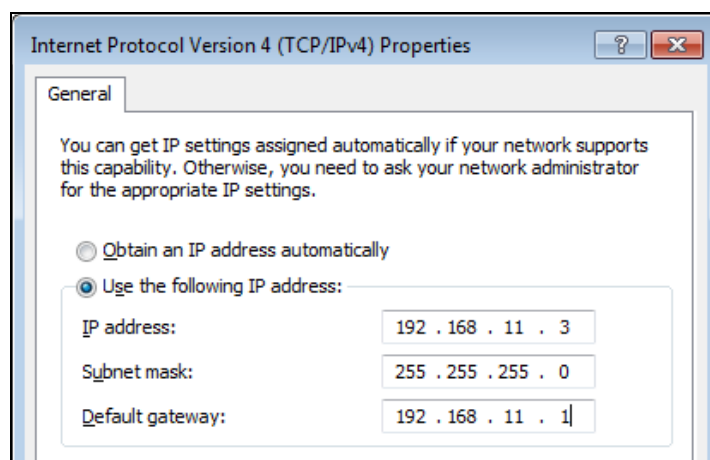 Internet Protocol Version 4 (TCP/IPv4) Properties
General
You can get IP settings assigned automatically if your network supports
this capability. Otherwise, you need to ask your network administrator
for the appropriate IP settings.
Obtain an IP address automatically
Use the following IP address:
IP address: 192 . 168 . 11 . 3
Subnet mask: 255 . 255 . 255 . 0
Default gateway: 192 . 168 . 11 . 1